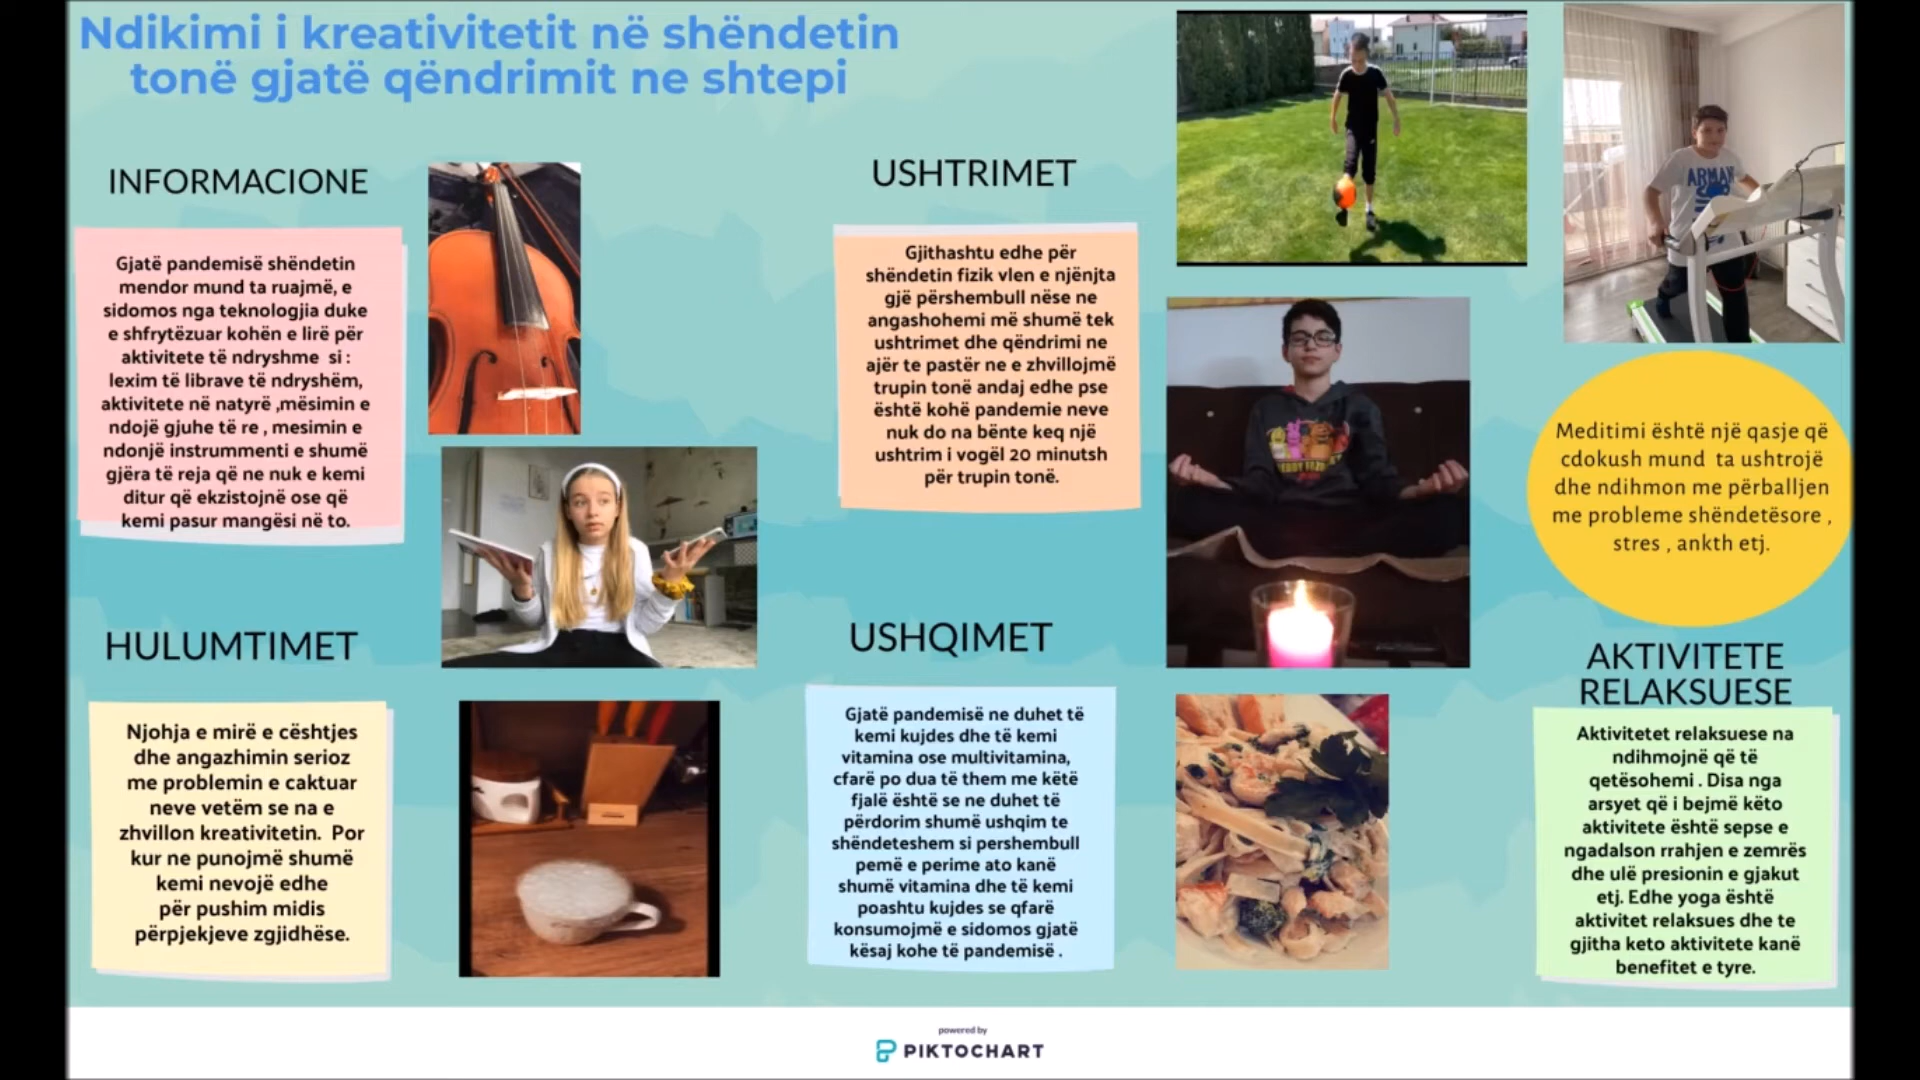 Ndikimi i kreativitetit në shëndetin
tonë gjatë qëndrimit ne shtepi
INFORMACIONE
Gjatë pandemisë shëndetin
mendor mund ta ruajmë, e
sidomos nga teknologjia duke
e shfrytëzuar kohën e lirë për
aktivitete të ndryshme si :
lexim të librave të ndryshëm,
aktivitete në natyrë ,mësimin e
ndojë gjuhe të re , mesimin e
ndonjë instrummenti e shumë
gjëra të reja që ne nuk e kemi
ditur që ekzistojnë ose që
kemi pasur mangësi në to.
HULUMTIMET
Njohja e mirë e cështjes
dhe angazhimin serioz
me problemin e caktuar
neve vetëm se na e
zhvillon kreativitetin. Por
kur ne punojmë shumë
kemi nevojë edhe
për pushim midis
përpjekjeve zgjidhëse.
USHTRIMET
Gjithashtu edhe për
shëndetin fizik vlen e njënjta
gjë përshembull nëse ne
angashohemi më shumë tek
ushtrimet dhe qëndrimi ne
ajër te pastër ne e zhvillojmë
trupin tonë andaj edhe pse
është kohë pandemie neve
nuk do na bënte keq një
ushtrim i vogël 20 minutsh
për trupin tonë.
USHQIMET
Gjatë pandemisë ne duhet të
kemi kujdes dhe të kemi
vitamina ose multivitamina,
cfarë po dua të them me këtë
fjalë është se ne duhet të
përdorim shumë ushqim te
shëndeteshem si pershembull
pemë e perime ato kanë
shumë vitamina dhe të kemi
poashtu kujdes se qfarë
konsumojmë e sidomos gjatë
kësaj kohe të pandemisë .
ARMAN
Meditimi është një qasje që
cdokush mund ta ushtrojë
dhe ndihmon me përballjen
me probleme shëndetësore ,
stres , ankth etj.
AKTIVITETE
RELAKSUESE
Aktivitetet relaksuese na
ndihmojnë që të
qetësohemi . Disa nga
arsyet që i bejmë këto
aktivitete është sepse e
ngadalson rrahjen e zemrës
dhe ulë presionin e gjakut
etj. Edhe yoga është
aktivitet relaksues dhe te
gjitha keto aktivitete kanë
benefitet e tyre.
powered by
PIKTOCHART